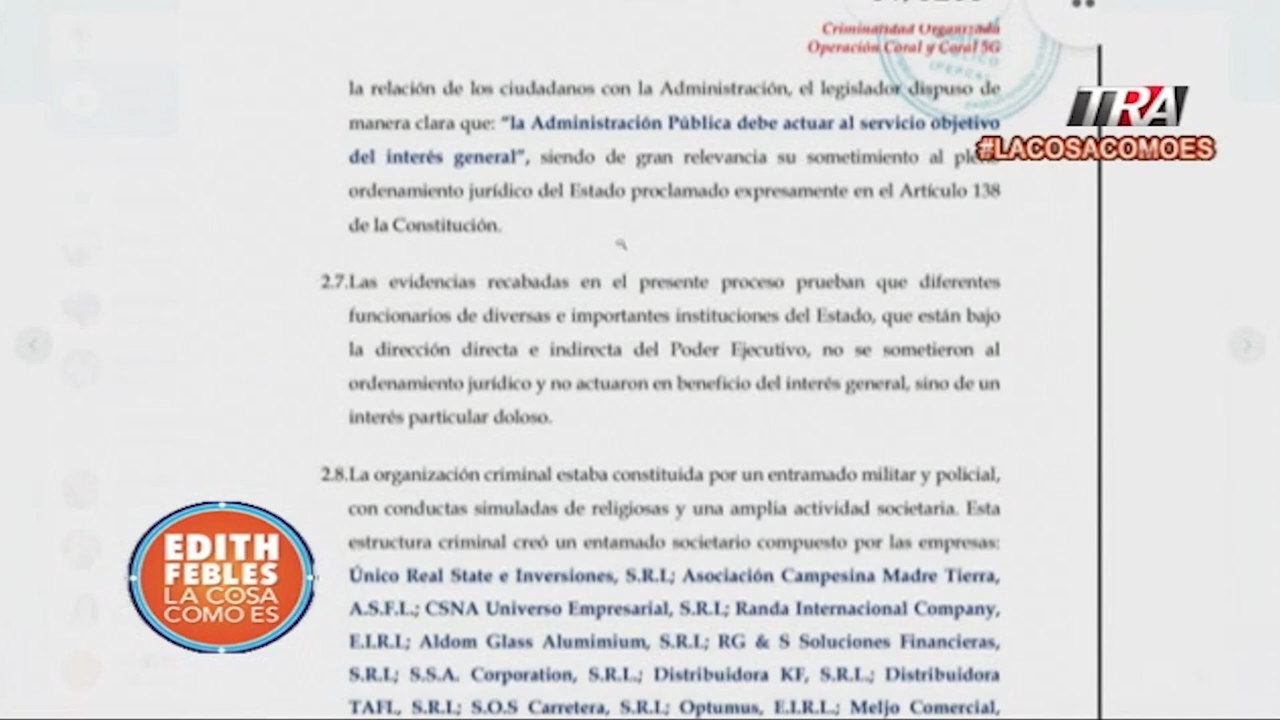 Criminalidad Organizada
Operación Coral y Coral 5G
TRA
#LACOSACOMOES
la relación de los ciudadanos con la Administración, el legislador dispuso de
manera clara que: "la Administración Pública debe actuar al servicio objetivo
del interés general", siendo de gran relevancia su sometimiento al
ordenamiento jurídico del Estado proclamado expresamente en el Artículo 138
de la Constitución.
2.7.Las evidencias recabadas en el presente proceso prueban que diferentes
funcionarios de diversas e importantes instituciones del Estado, que están bajo
la dirección directa e indirecta del Poder Ejecutivo, no se sometieron al
ordenamiento jurídico y no actuaron en beneficio del interés general, sino de un
interés particular doloso.
2.8.La organización criminal estaba constituida por un entramado militar y policial,
con conductas simuladas de religiosas y una amplia actividad societaria. Esta
estructura criminal creó un entamado societario compuesto por las empresas:
Único Real State e Inversiones, S.R.L; Asociación Campesina Madre Tierra,
A.S.F.L.; CSNA Universo Empresarial, S.R.L; Randa Internacional Company,
E.I.R.L; Aldom Glass Alumimium, S.R.L; RG & S Soluciones Financieras,
S.R.L; S.S.A. Corporation, S.R.L.; Distribuidora KF, S.R.L.; Distribuidora
TAFL, S.R.L; S.O.S Carretera, S.R.L; Optumus, E.I.R.L.; Meljo Comercial,
EDITH
FEBLES
LA COSA
COMO ES